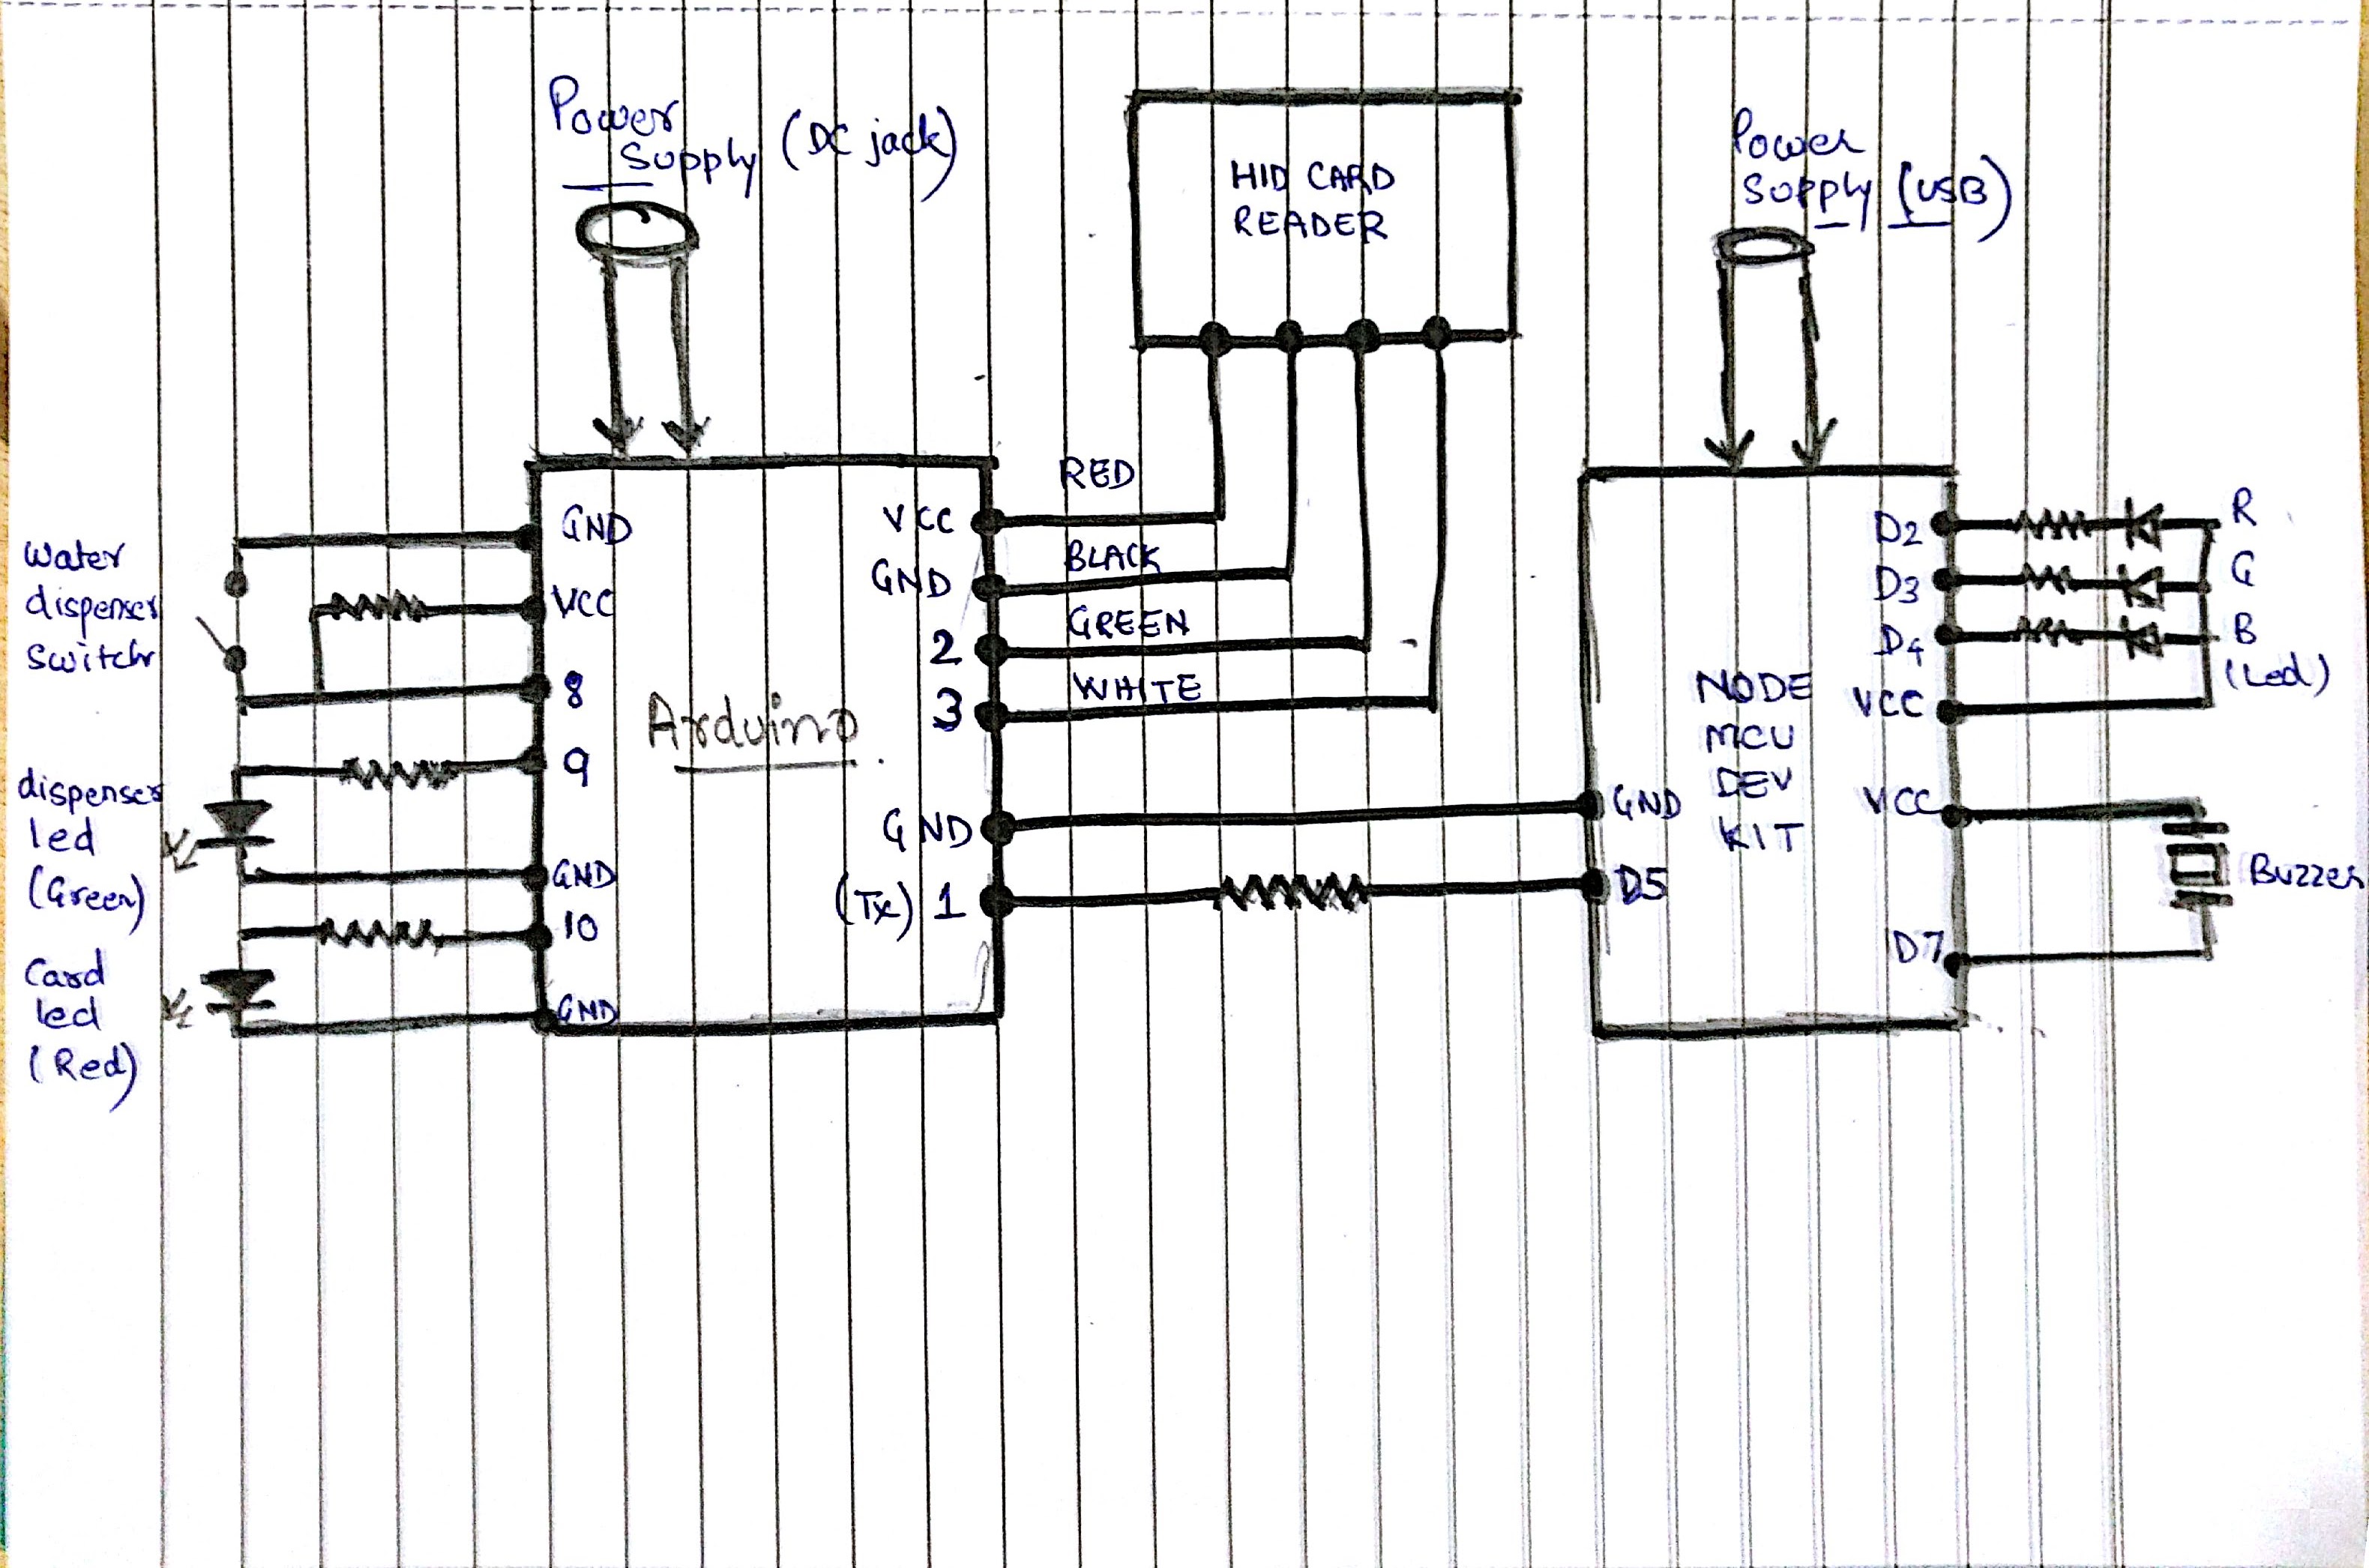 Power
Supply (DC jack)
HID CARD
READER
Power
Supply (USB)
Water
dispenser
Switch
dispenser
led
(Green)
Card
led
(Red)
GND
VCC
8
9
GND
10
GND
Arduino
VCC
GND
2
3
GND
(Tx) 1
RED
BLACK
GREEN
WHITE
GND
D5
NODE
MCU
DEV
KIT
D2
D3
D4
VCC
VCC
D7
R
G
B
(Led)
Buzzer